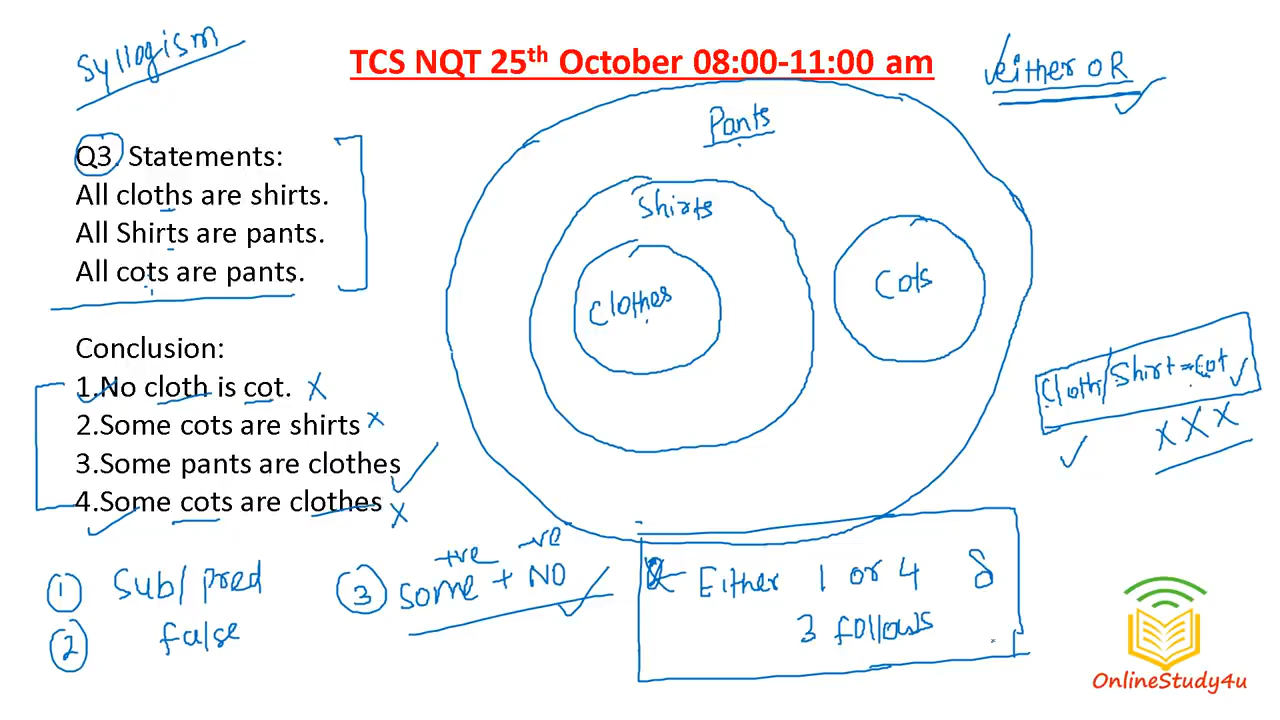 Syllogism
TCS NQT 25th October 08:00-11:00 am
either OR
Q3. Statements:
All cloths are shirts.
All Shirts are pants.
All cots are pants.
Conclusion:
1.No cloth is cot. X
2.Some cots are shirts X
3.Some pants are clothes
4.Some cots are clothes X
Pants
Shirts
Clothes
Cots
Cloth/Shirt = Cot
X X X
1 Sub/pred
2 false
+ve -ve
3 Some + NO
Either 1 or 4 &
3 follows
OnlineStudy4u